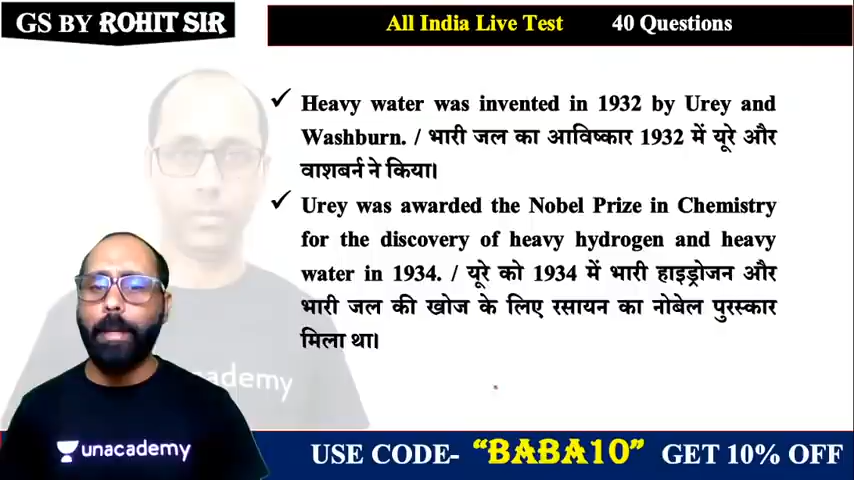 GS BY ROHIT SIR
All India Live Test 40 Questions
✓ Heavy water was invented in 1932 by Urey and
Washburn. / भारी जल का आविष्कार 1932 में यूरे और
वाशबर्न ने किया।
✓ Urey was awarded the Nobel Prize in Chemistry
for the discovery of heavy hydrogen and heavy
water in 1934. / यूरे को 1934 में भारी हाइड्रोजन और
भारी जल की खोज के लिए रसायन का नोबेल पुरस्कार
मिला था।
ademy
unacademy
USE CODE- “BABA10” GET 10% OFF